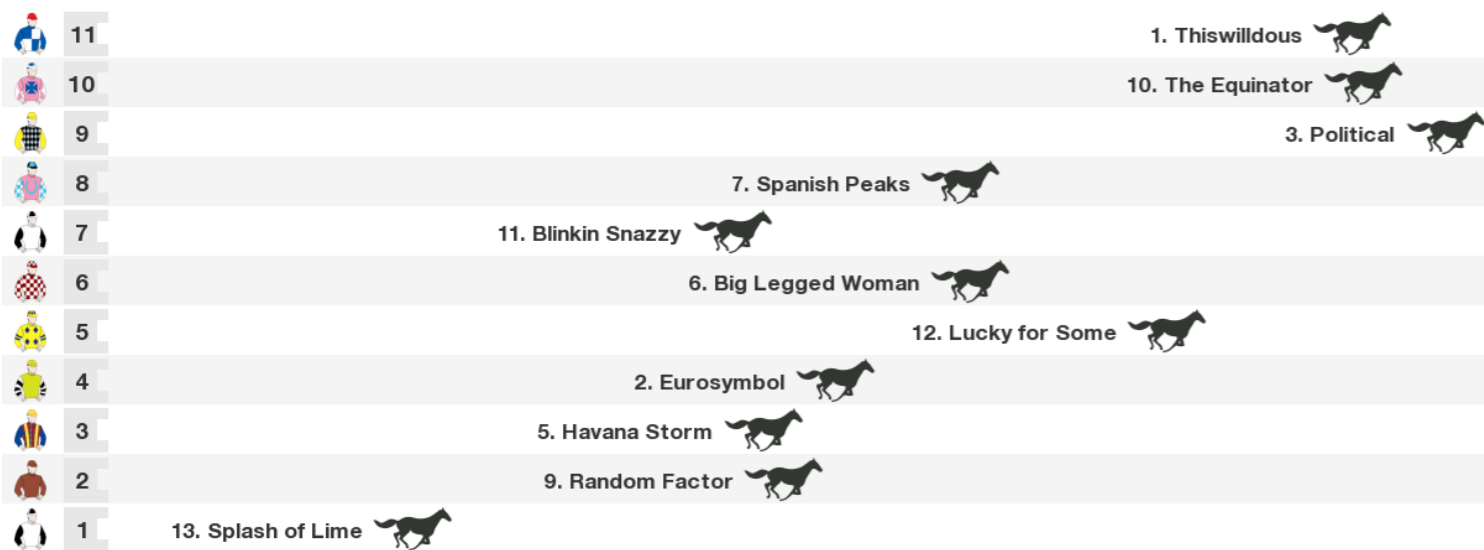 11 1. Thiswilldous
10 10. The Equinator
9 3. Political
8 7. Spanish Peaks
7 11. Blinkin Snazzy
6 6. Big Legged Woman
5 12. Lucky for Some
4 2. Eurosymbol
3 5. Havana Storm
2 9. Random Factor
1 13. Splash of Lime